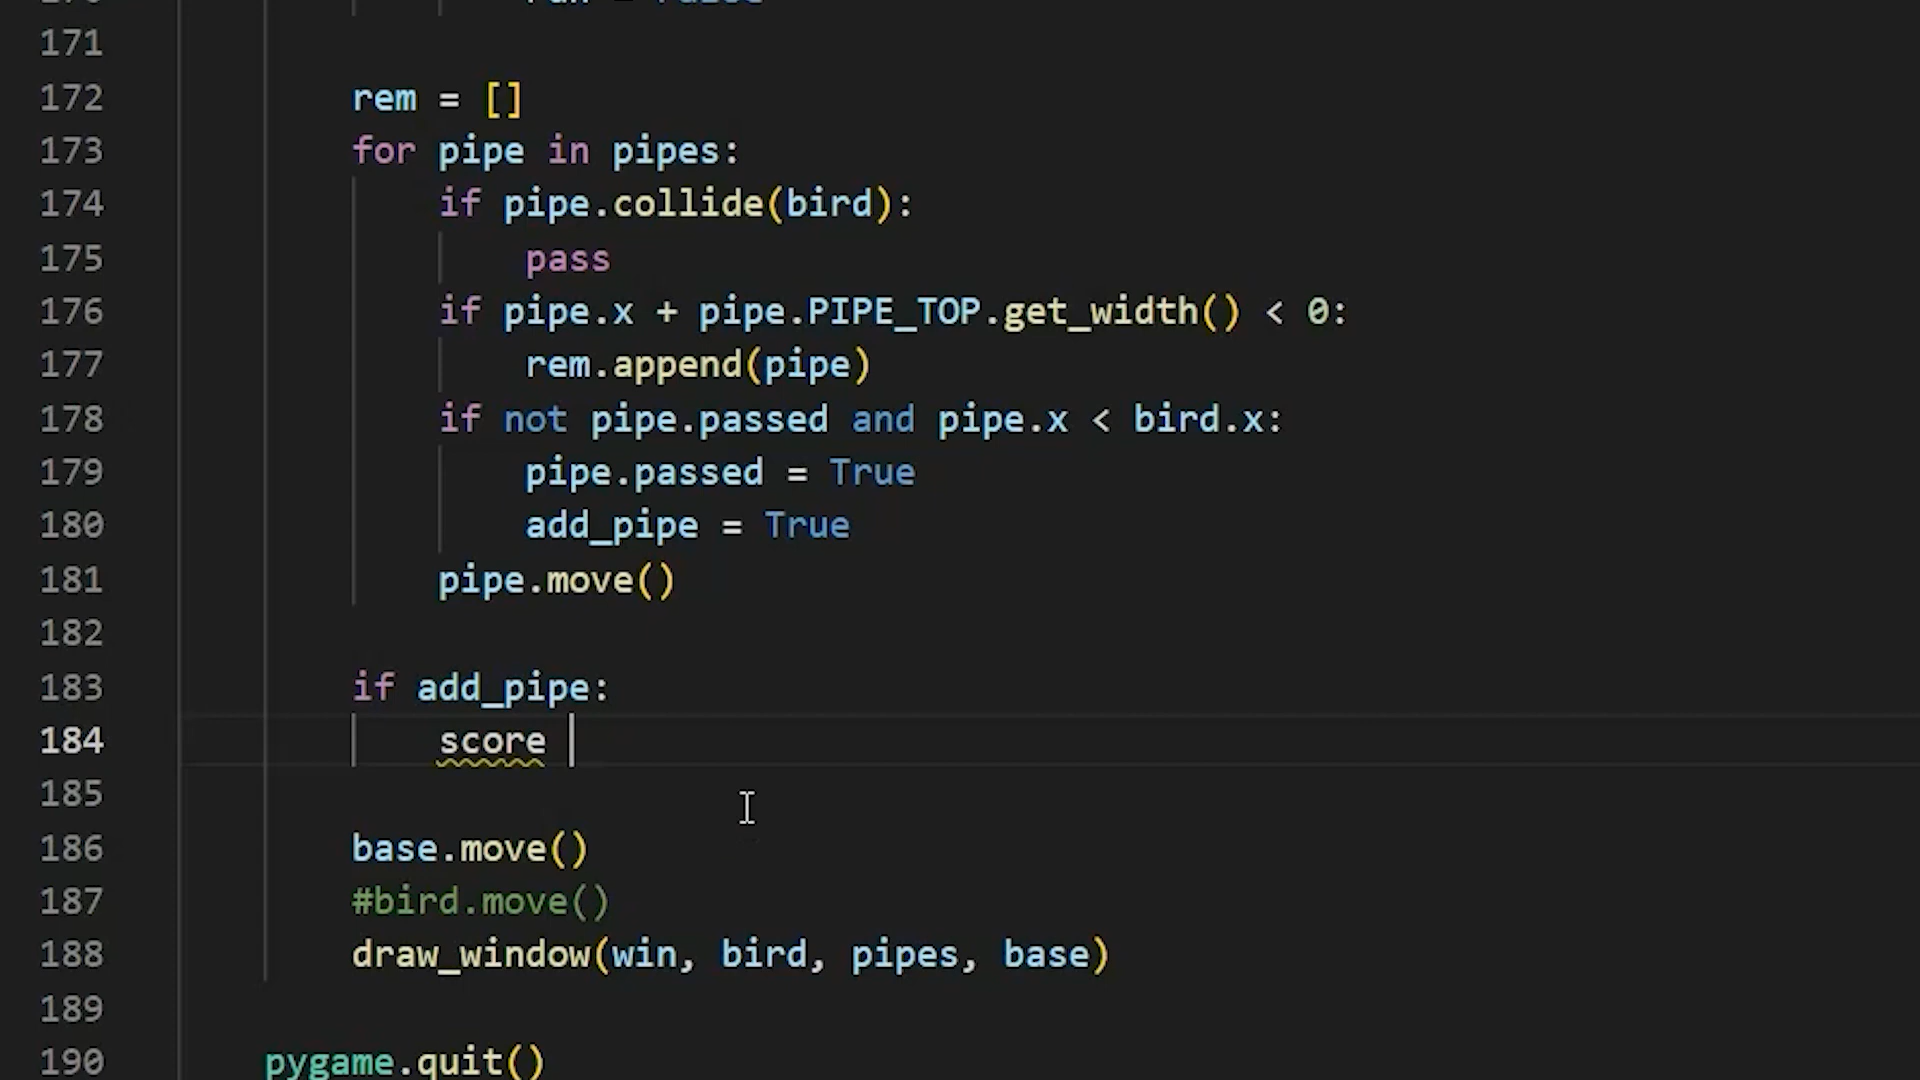 171
172 rem = []
173 for pipe in pipes:
174 if pipe.collide(bird):
175 pass
176 if pipe.x + pipe.PIPE_TOP.get_width() < 0:
177 rem.append(pipe)
178 if not pipe.passed and pipe.x < bird.x:
179 pipe.passed = True
180 add_pipe = True
181 pipe.move()
182
183 if add_pipe:
184 score
185
186 base.move()
187 #bird.move()
188 draw_window(win, bird, pipes, base)
189
190 pygame.quit()